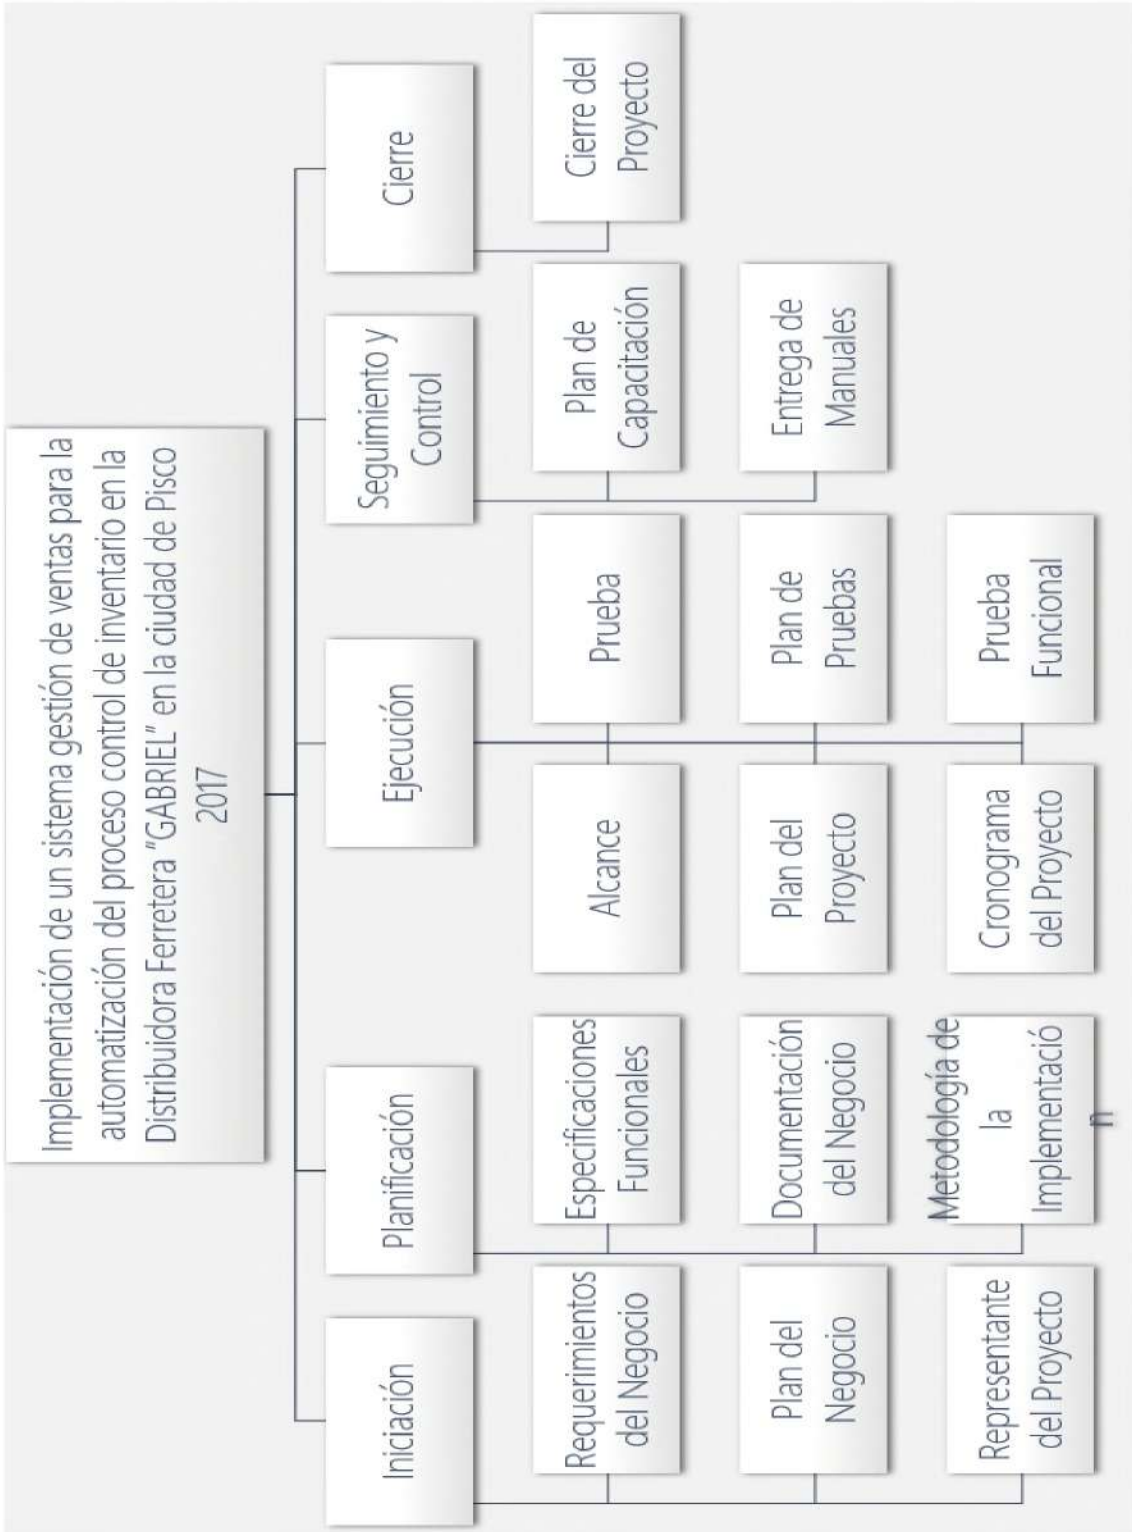 Implementación de un sistema gestión de ventas para la
automatización del proceso control de inventario en la
Distribuidora Ferretera "GABRIEL" en la ciudad de Pisco
2017
Iniciación
Planificación
Ejecución
Seguimiento y
Control
Cierre
Requerimientos
del Negocio
Especificaciones
Funcionales
Alcance
Prueba
Plan de
Capacitación
Cierre del
Proyecto
Plan del
Negocio
Documentación
del Negocio
Plan del
Proyecto
Plan de
Pruebas
Entrega de
Manuales
Representante
del Proyecto
Metodología de
la
Implementació
n
Cronograma
del Proyecto
Prueba
Funcional